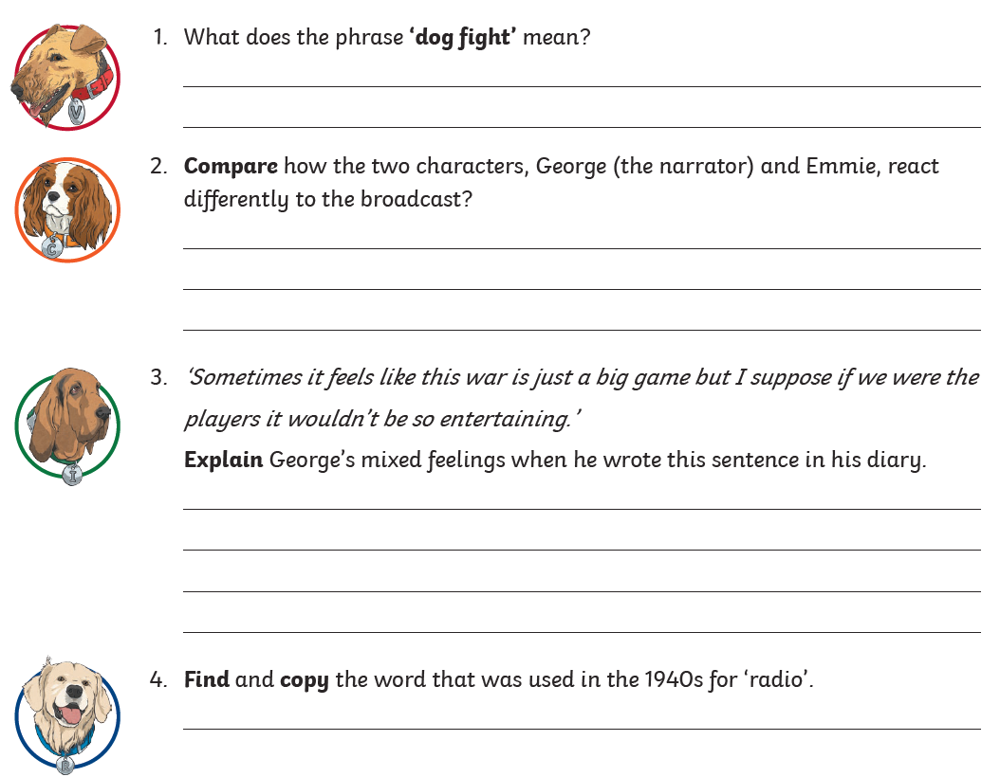 V
1. What does the phrase ‘dog fight’ mean?
C
2. Compare how the two characters, George (the narrator) and Emmie, react
differently to the broadcast?
I
3. ‘Sometimes it feels like this war is just a big game but I suppose if we were the
players it wouldn’t be so entertaining.’
Explain George’s mixed feelings when he wrote this sentence in his diary.
R
4. Find and copy the word that was used in the 1940s for ‘radio’.